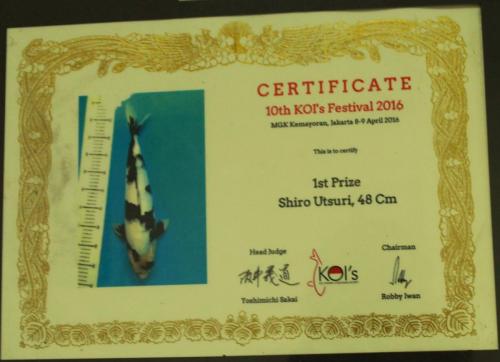 CERTIFICATE
10th KOI's Festival 2016
MGK Kemayoran, Jakarta 8-9 April 2016
This is to certify
1st Prize
Shiro Utsuri, 48 Cm
Head Judge
Chairman
KOI's
Yoshimichi Sakai
Robby Iwan